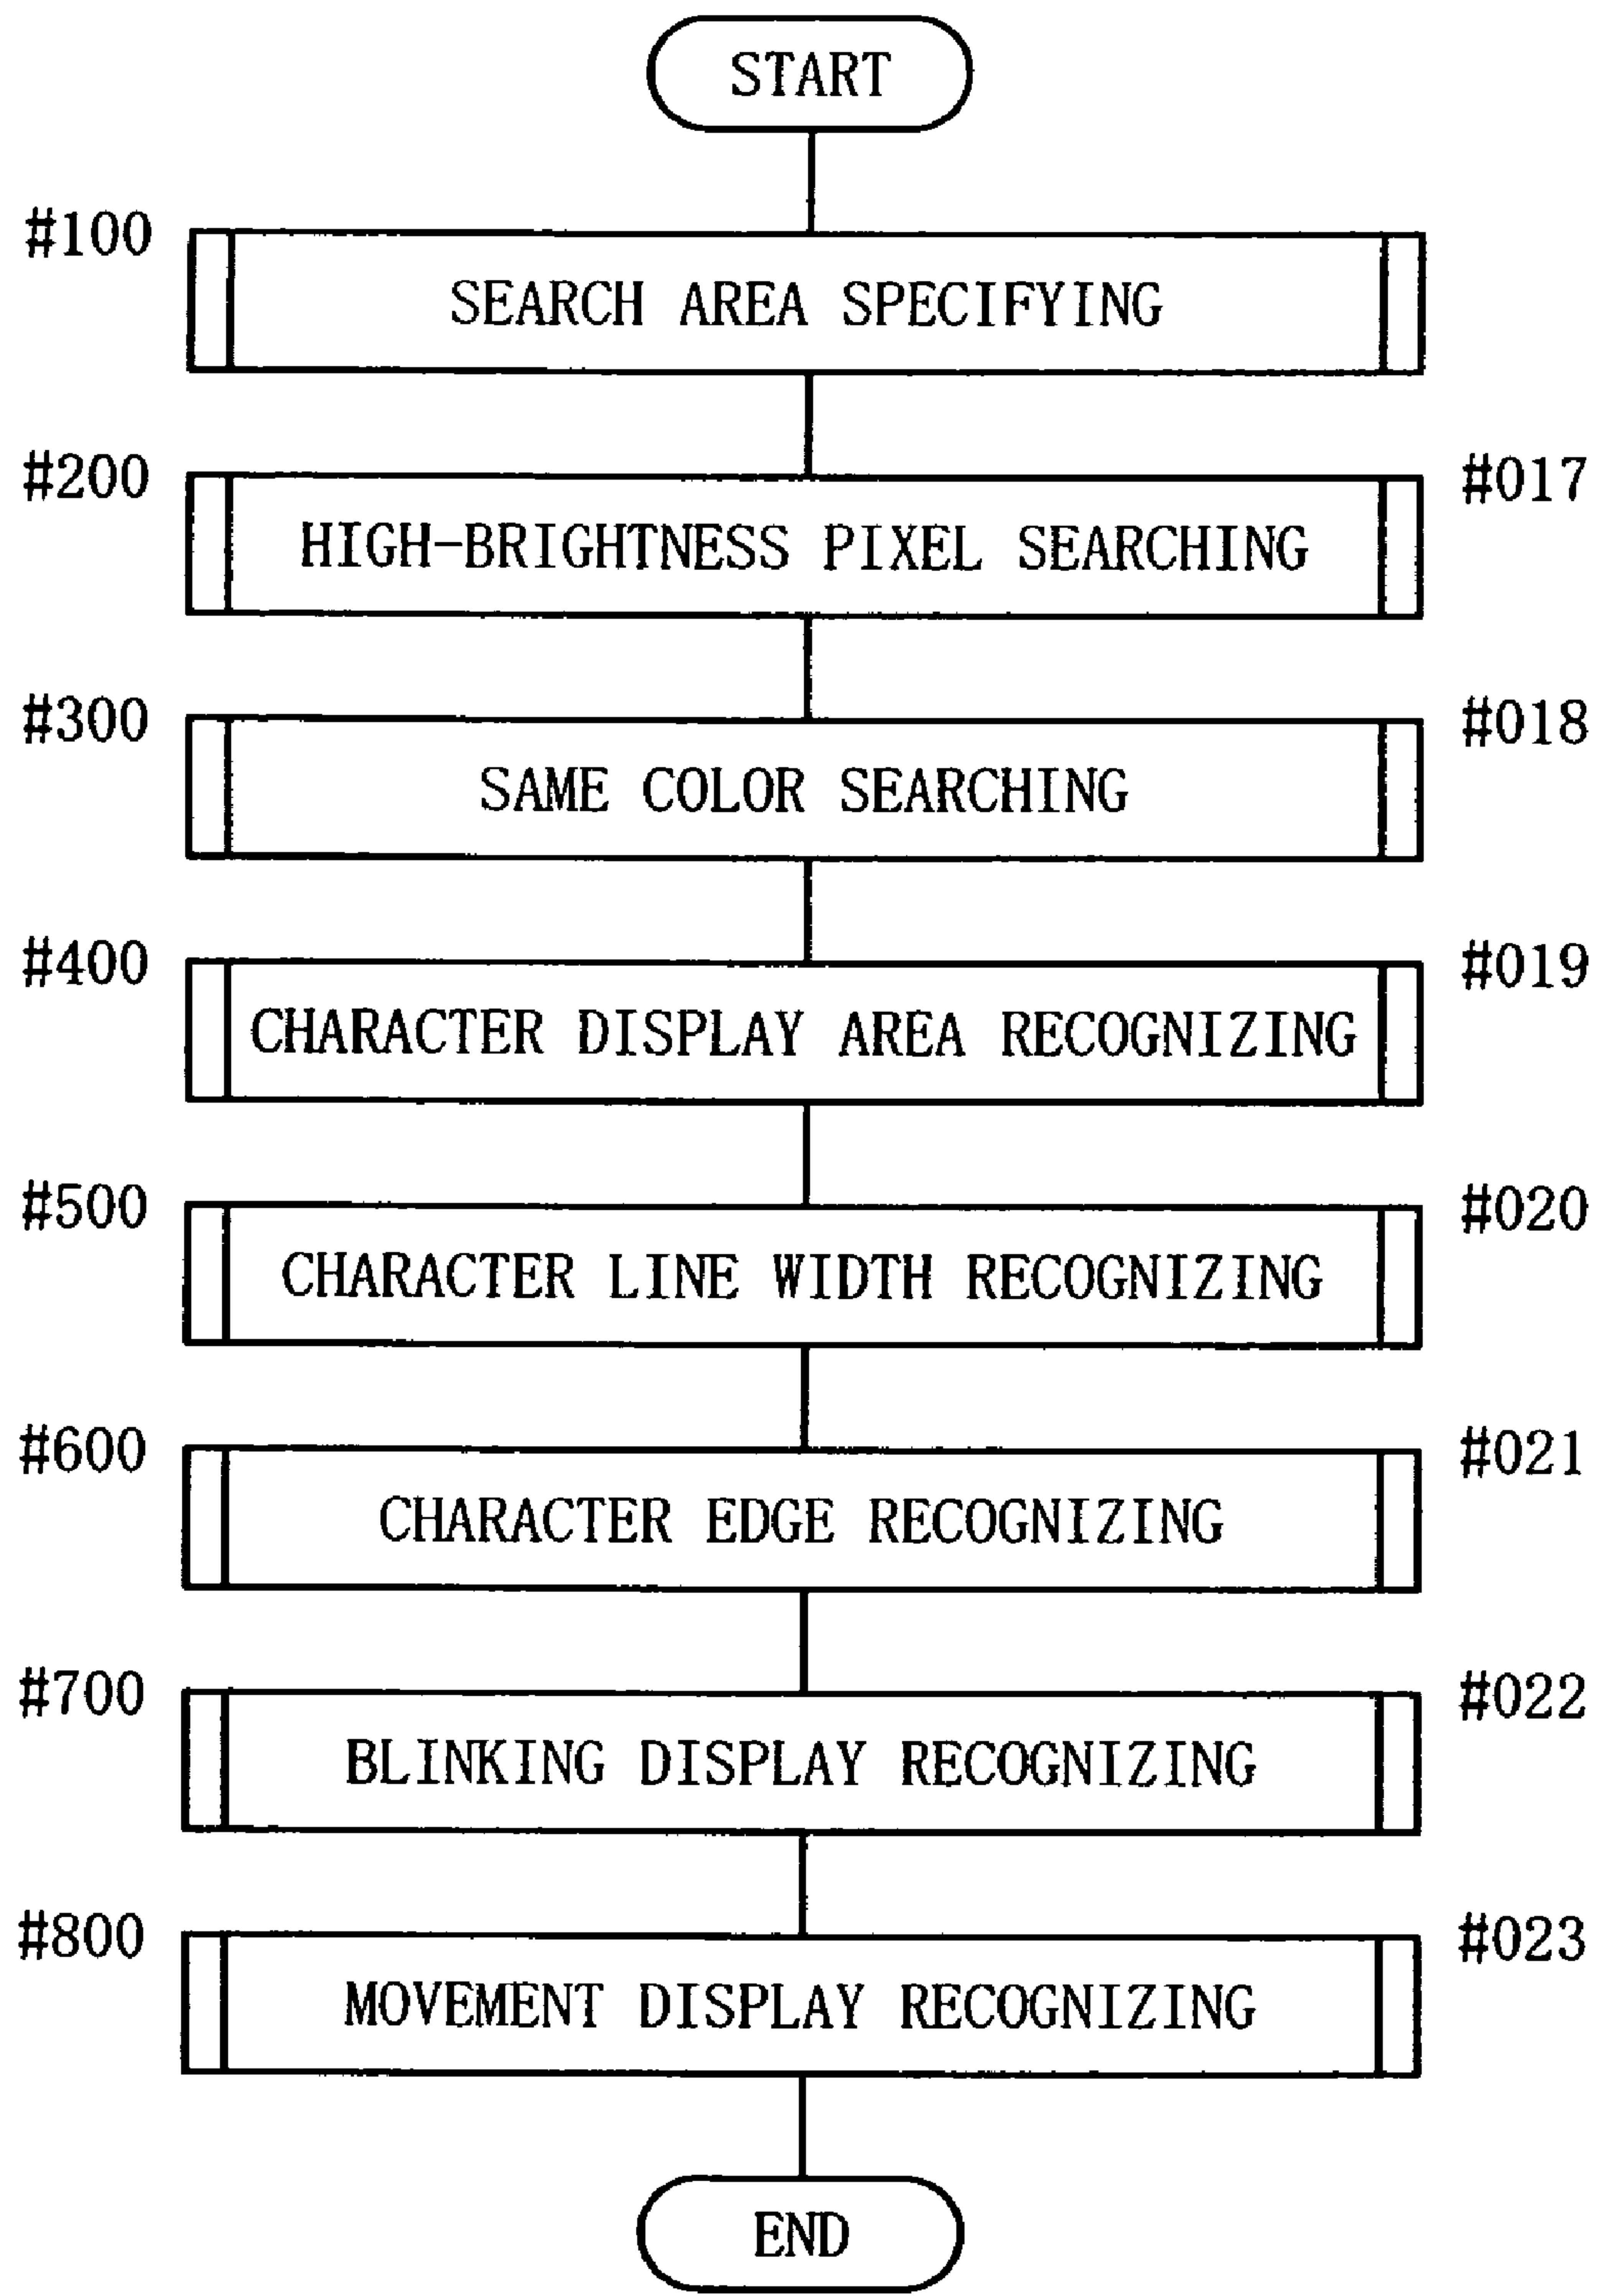 START
#100
SEARCH AREA SPECIFYING
#200 #017
HIGH-BRIGHTNESS PIXEL SEARCHING
#300 #018
SAME COLOR SEARCHING
#400 #019
CHARACTER DISPLAY AREA RECOGNIZING
#500 #020
CHARACTER LINE WIDTH RECOGNIZING
#600 #021
CHARACTER EDGE RECOGNIZING
#700 #022
BLINKING DISPLAY RECOGNIZING
#800 #023
MOVEMENT DISPLAY RECOGNIZING
END